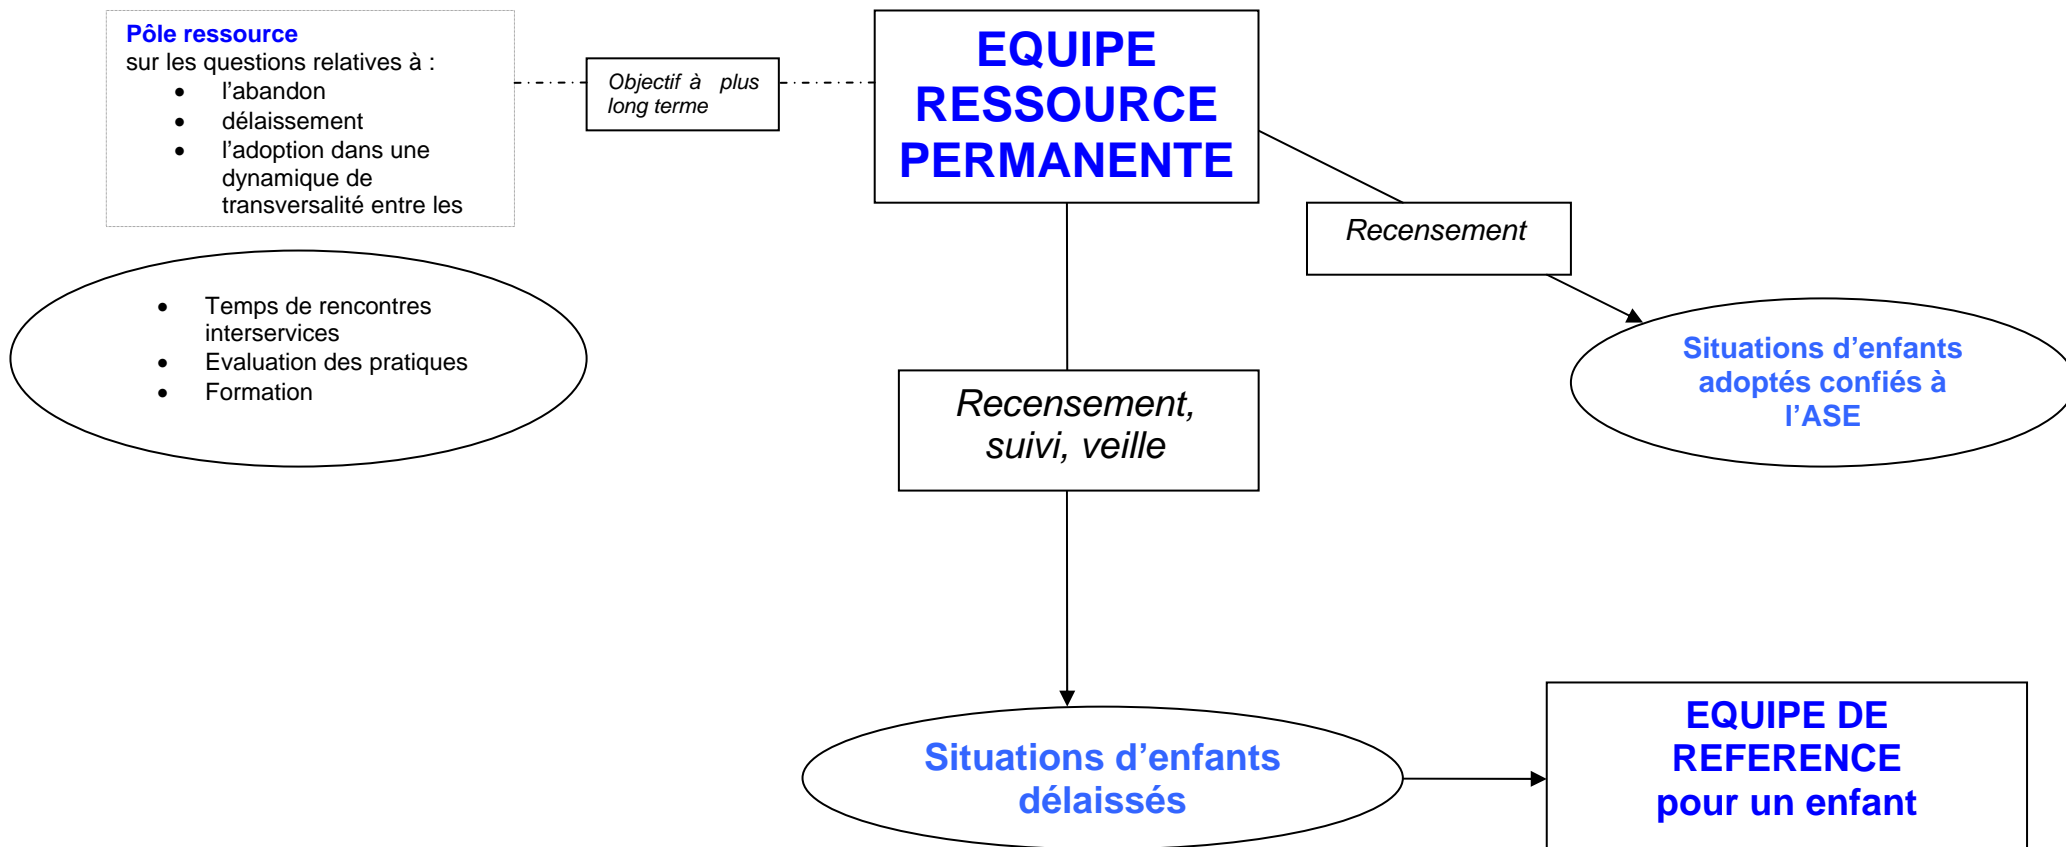 Pôle ressource
sur les questions relatives à :
• l’abandon
• délaissement
• l’adoption dans une
dynamique de
transversalité entre les
Objectif à plus
long terme
EQUIPE
RESSOURCE
PERMANENTE
Recensement
• Temps de rencontres
interservices
• Evaluation des pratiques
• Formation
Situations d’enfants
adoptés confiés à
l’ASE
Recensement,
suivi, veille
Situations d’enfants
délaissés
EQUIPE DE
REFERENCE
pour un enfant